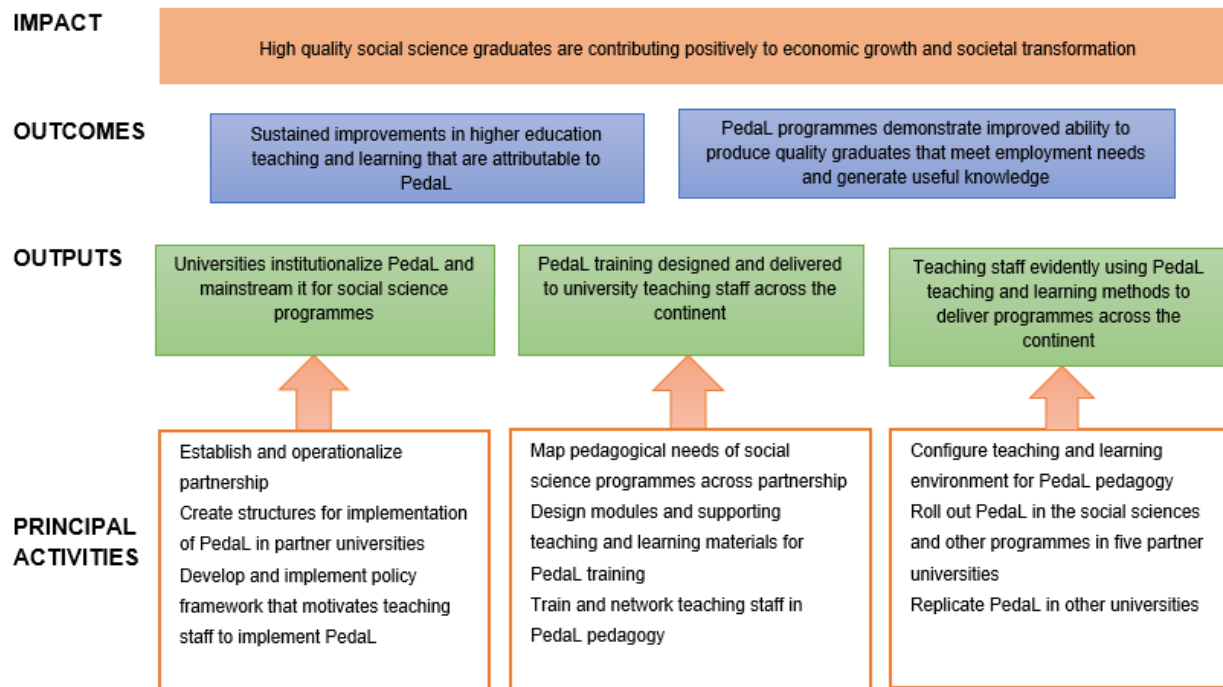 IMPACT
High quality social science graduates are contributing positively to economic growth and societal transformation
OUTCOMES
Sustained improvements in higher education
teaching and learning that are attributable to
PedaL
PedaL programmes demonstrate improved ability to
produce quality graduates that meet employment needs
and generate useful knowledge
OUTPUTS
Universities institutionalize PedaL and
mainstream it for social science
programmes
PedaL training designed and delivered
to university teaching staff across the
continent
Teaching staff evidently using PedaL
teaching and learning methods to
deliver programmes across the
continent
PRINCIPAL
ACTIVITIES
Establish and operationalize
partnership
Create structures for implementation
of PedaL in partner universities
Develop and implement policy
framework that motivates teaching
staff to implement PedaL
Map pedagogical needs of social
science programmes across partnership
Design modules and supporting
teaching and learning materials for
PedaL training
Train and network teaching staff in
PedaL pedagogy
Configure teaching and learning
environment for PedaL pedagogy
Roll out PedaL in the social sciences
and other programmes in five partner
universities
Replicate PedaL in other universities